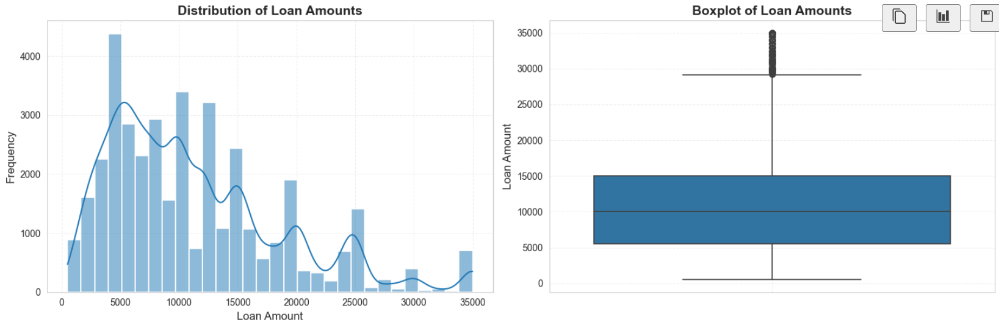 Distribution of Loan Amounts
4000
3000
2000
1000
0
Frequency
0 5000 10000 15000 20000 25000 30000 35000
Loan Amount
Boxplot of Loan Amounts
35000
30000
25000
20000
15000
10000
5000
0
Loan Amount